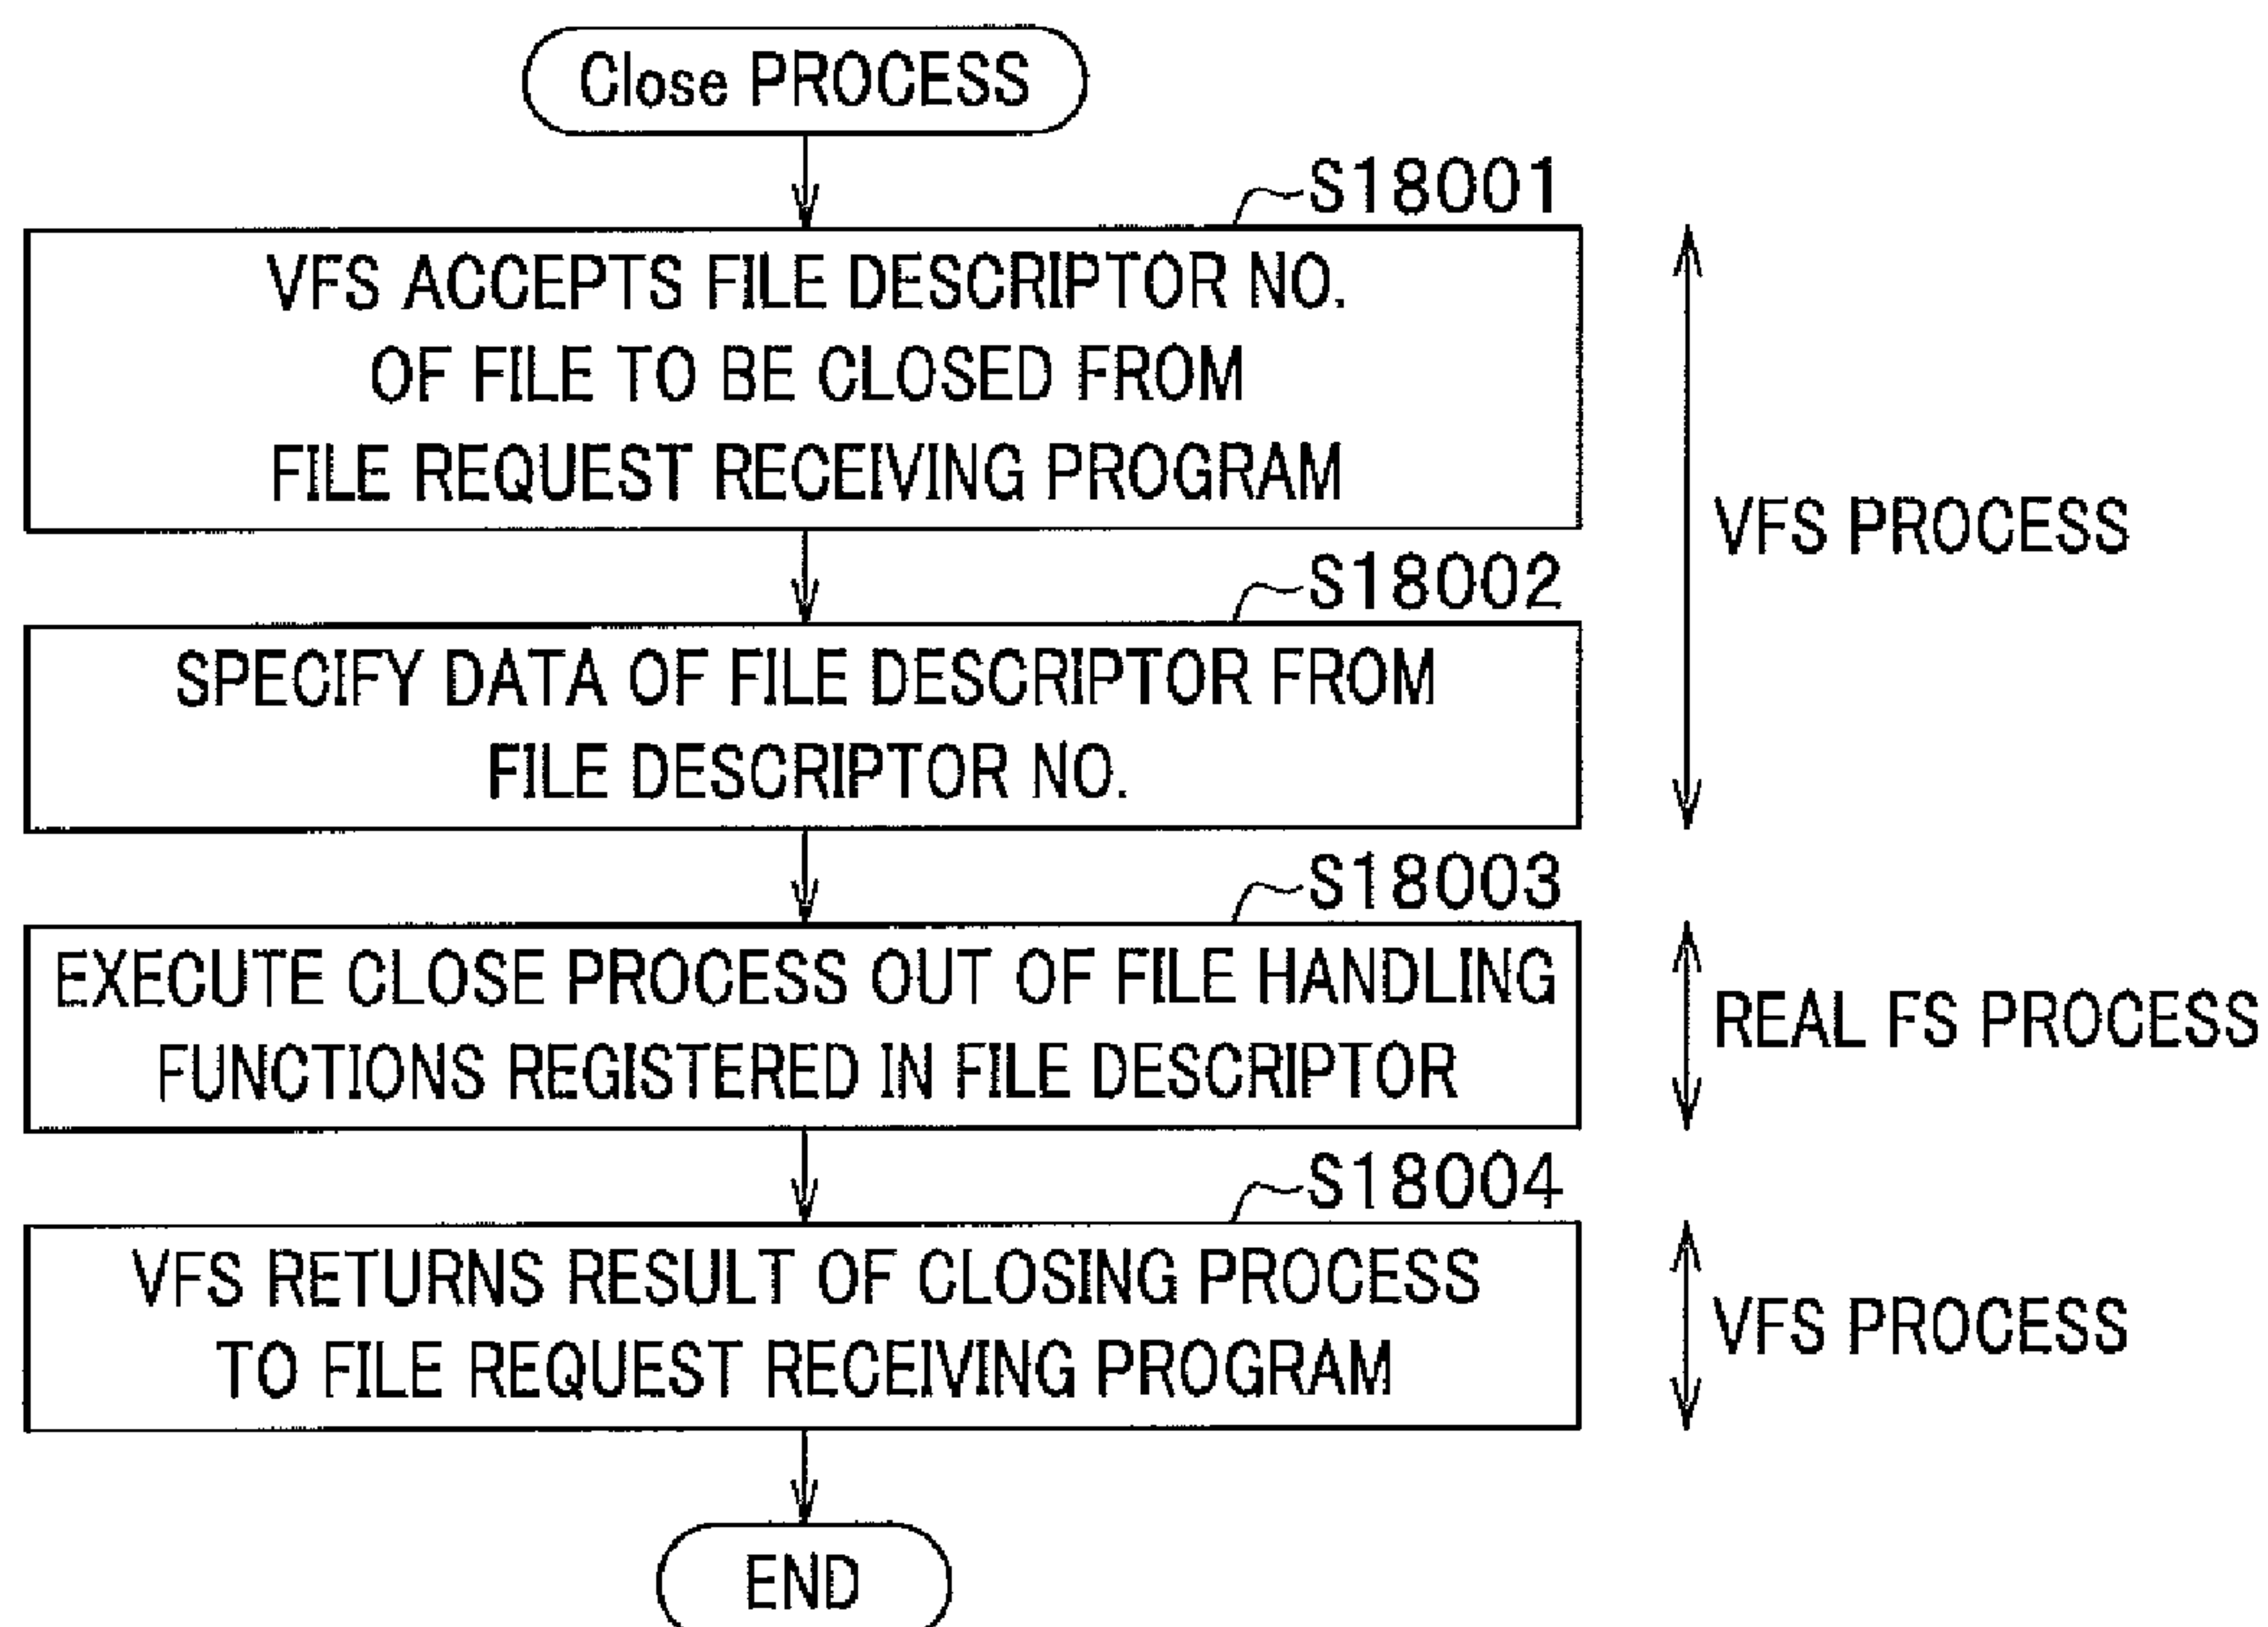 Close PROCESS
S18001
VFS ACCEPTS FILE DESCRIPTOR NO.
OF FILE TO BE CLOSED FROM
FILE REQUEST RECEIVING PROGRAM
VFS PROCESS
S18002
SPECIFY DATA OF FILE DESCRIPTOR FROM
FILE DESCRIPTOR NO.
S18003
EXECUTE CLOSE PROCESS OUT OF FILE HANDLING
FUNCTIONS REGISTERED IN FILE DESCRIPTOR
REAL FS PROCESS
S18004
VFS RETURNS RESULT OF CLOSING PROCESS
TO FILE REQUEST RECEIVING PROGRAM
VFS PROCESS
END